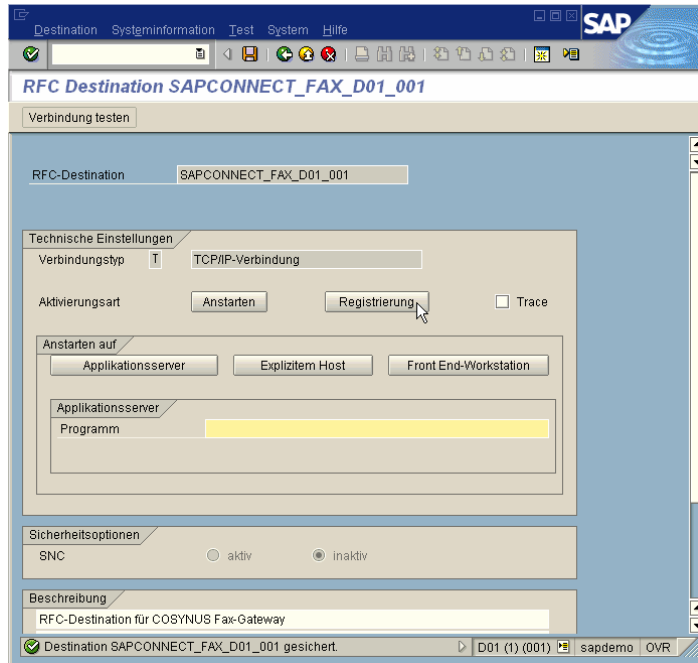 Destination Systeminformation Test System Hilfe
SAP
RFC Destination SAPCONNECT_FAX_D01_001
Verbindung testen
RFC-Destination SAPCONNECT_FAX_D01_001
Technische Einstellungen
Verbindungstyp T TCP/IP-Verbindung
Aktivierungsart Anstarten Registrierung Trace
Anstarten auf
Applikationsserver Explizitem Host Front End-Workstation
Applikationsserver
Programm
Sicherheitsoptionen
SNC aktiv inaktiv
Beschreibung
RFC-Destination für COSYNUS Fax-Gateway
Destination SAPCONNECT_FAX_D01_001 gesichert. D01 (1) (001) sapdemo OVR